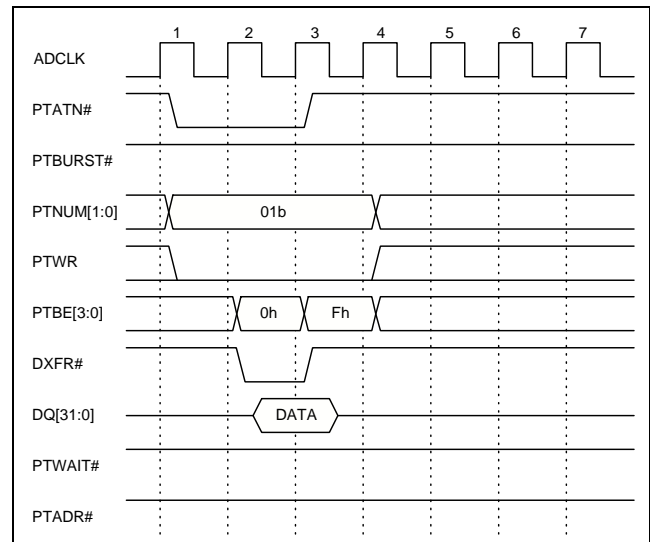 1 2 3 4 5 6 7
ADCLK
PTATN#
PTBURST#
PTNUM[1:0] 01b
PTWR
PTBE[3:0] 0h Fh
DXFR#
DQ[31:0] DATA
PTWAIT#
PTADR#